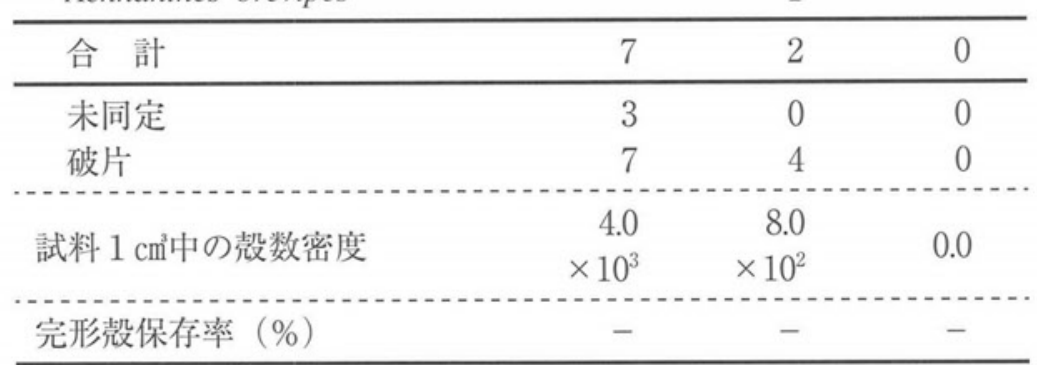 合 計 7 2 0
未同定 3 0 0
破片 7 4 0
試料1cm³中の殻数密度 4.0×10³ 8.0×10² 0.0
完形殻保存率（%） − − −